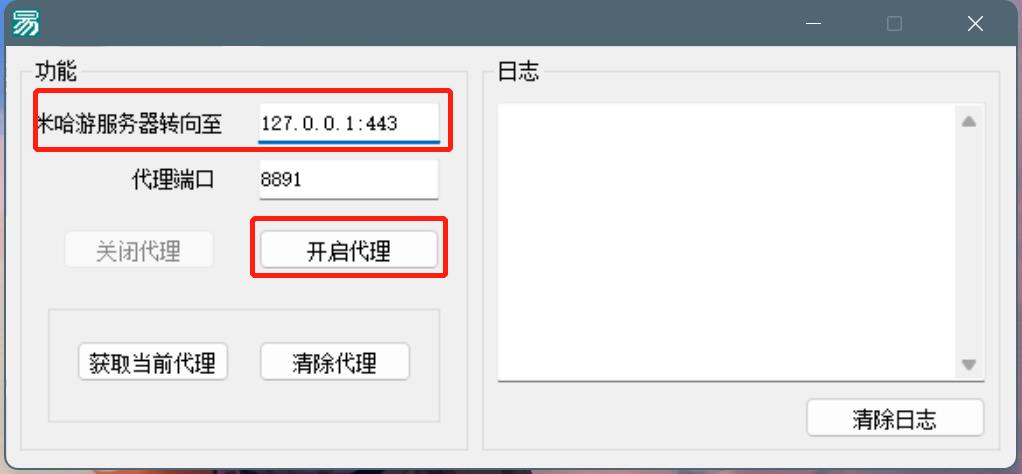 易
功能
米哈游服务器转向至 127.0.0.1:443
代理端口 8891
关闭代理 开启代理
获取当前代理 清除代理
日志
清除日志